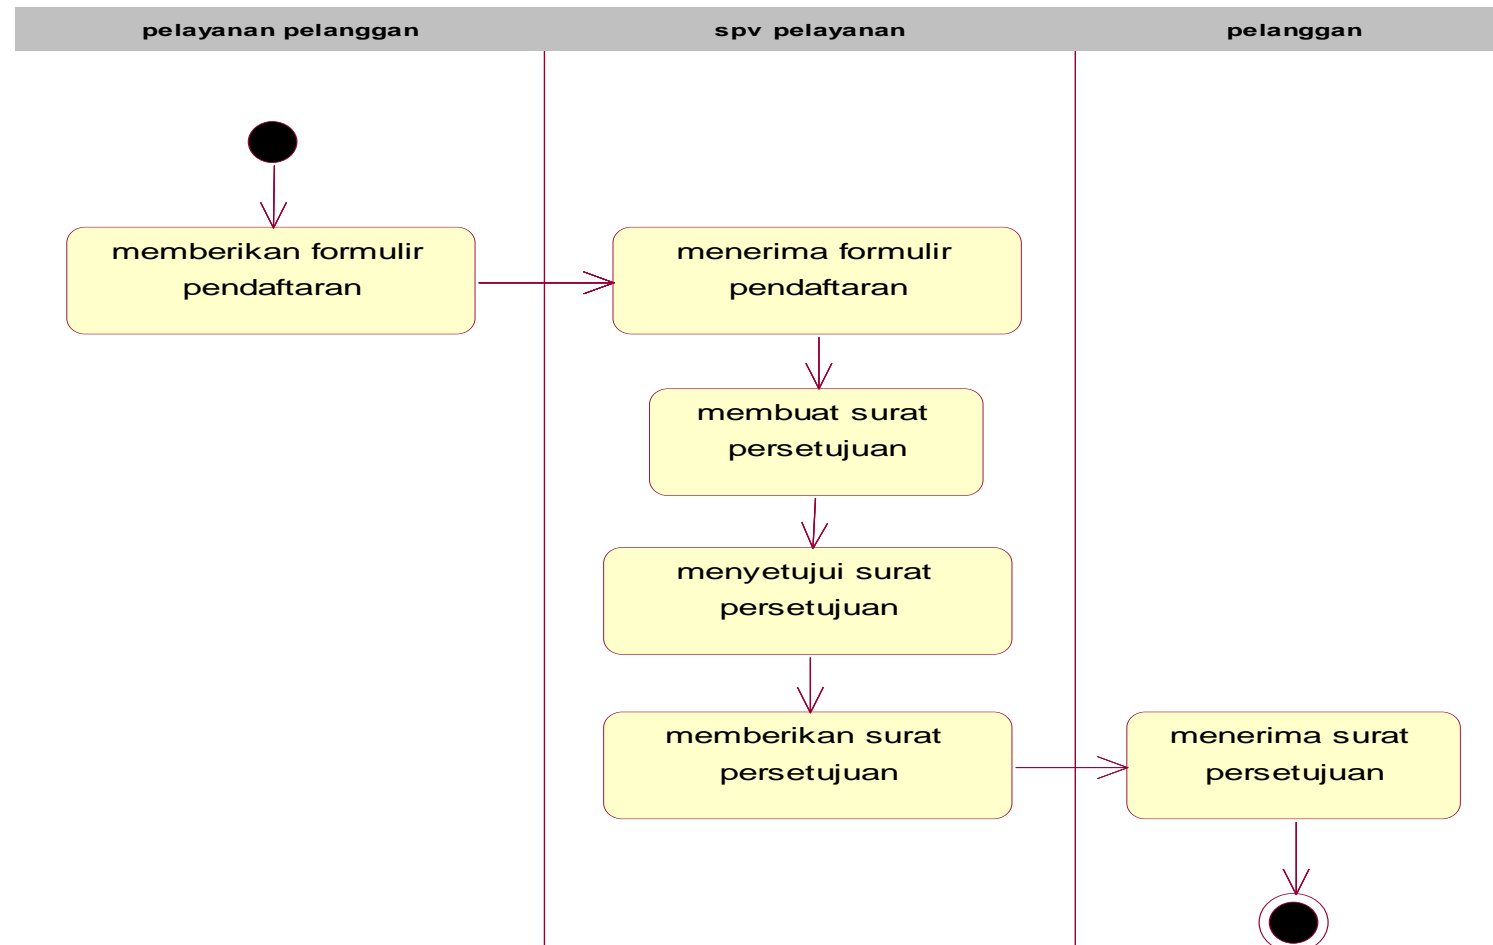 pelayanan pelanggan
spv pelayanan
pelanggan
memberikan formulir
pendaftaran
menerima formulir
pendaftaran
membuat surat
persetujuan
menyetujui surat
persetujuan
memberikan surat
persetujuan
menerima surat
persetujuan